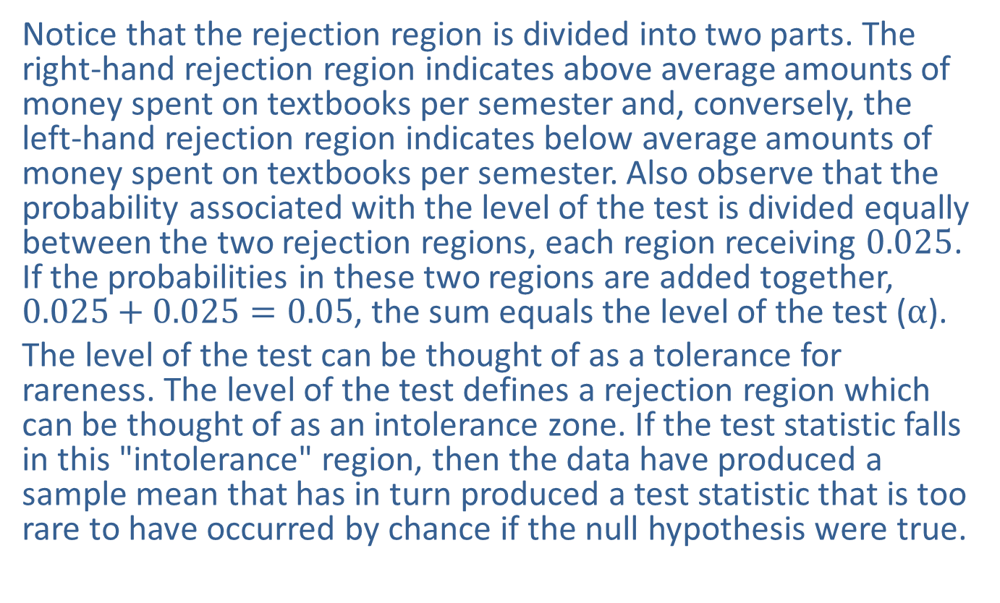 Notice that the rejection region is divided into two parts. The
right-hand rejection region indicates above average amounts of
money spent on textbooks per semester and, conversely, the
left-hand rejection region indicates below average amounts of
money spent on textbooks per semester. Also observe that the
probability associated with the level of the test is divided equally
between the two rejection regions, each region receiving 0.025.
If the probabilities in these two regions are added together,
0.025 + 0.025 = 0.05, the sum equals the level of the test (α).
The level of the test can be thought of as a tolerance for
rareness. The level of the test defines a rejection region which
can be thought of as an intolerance zone. If the test statistic falls
in this "intolerance" region, then the data have produced a
sample mean that has in turn produced a test statistic that is too
rare to have occurred by chance if the null hypothesis were true.